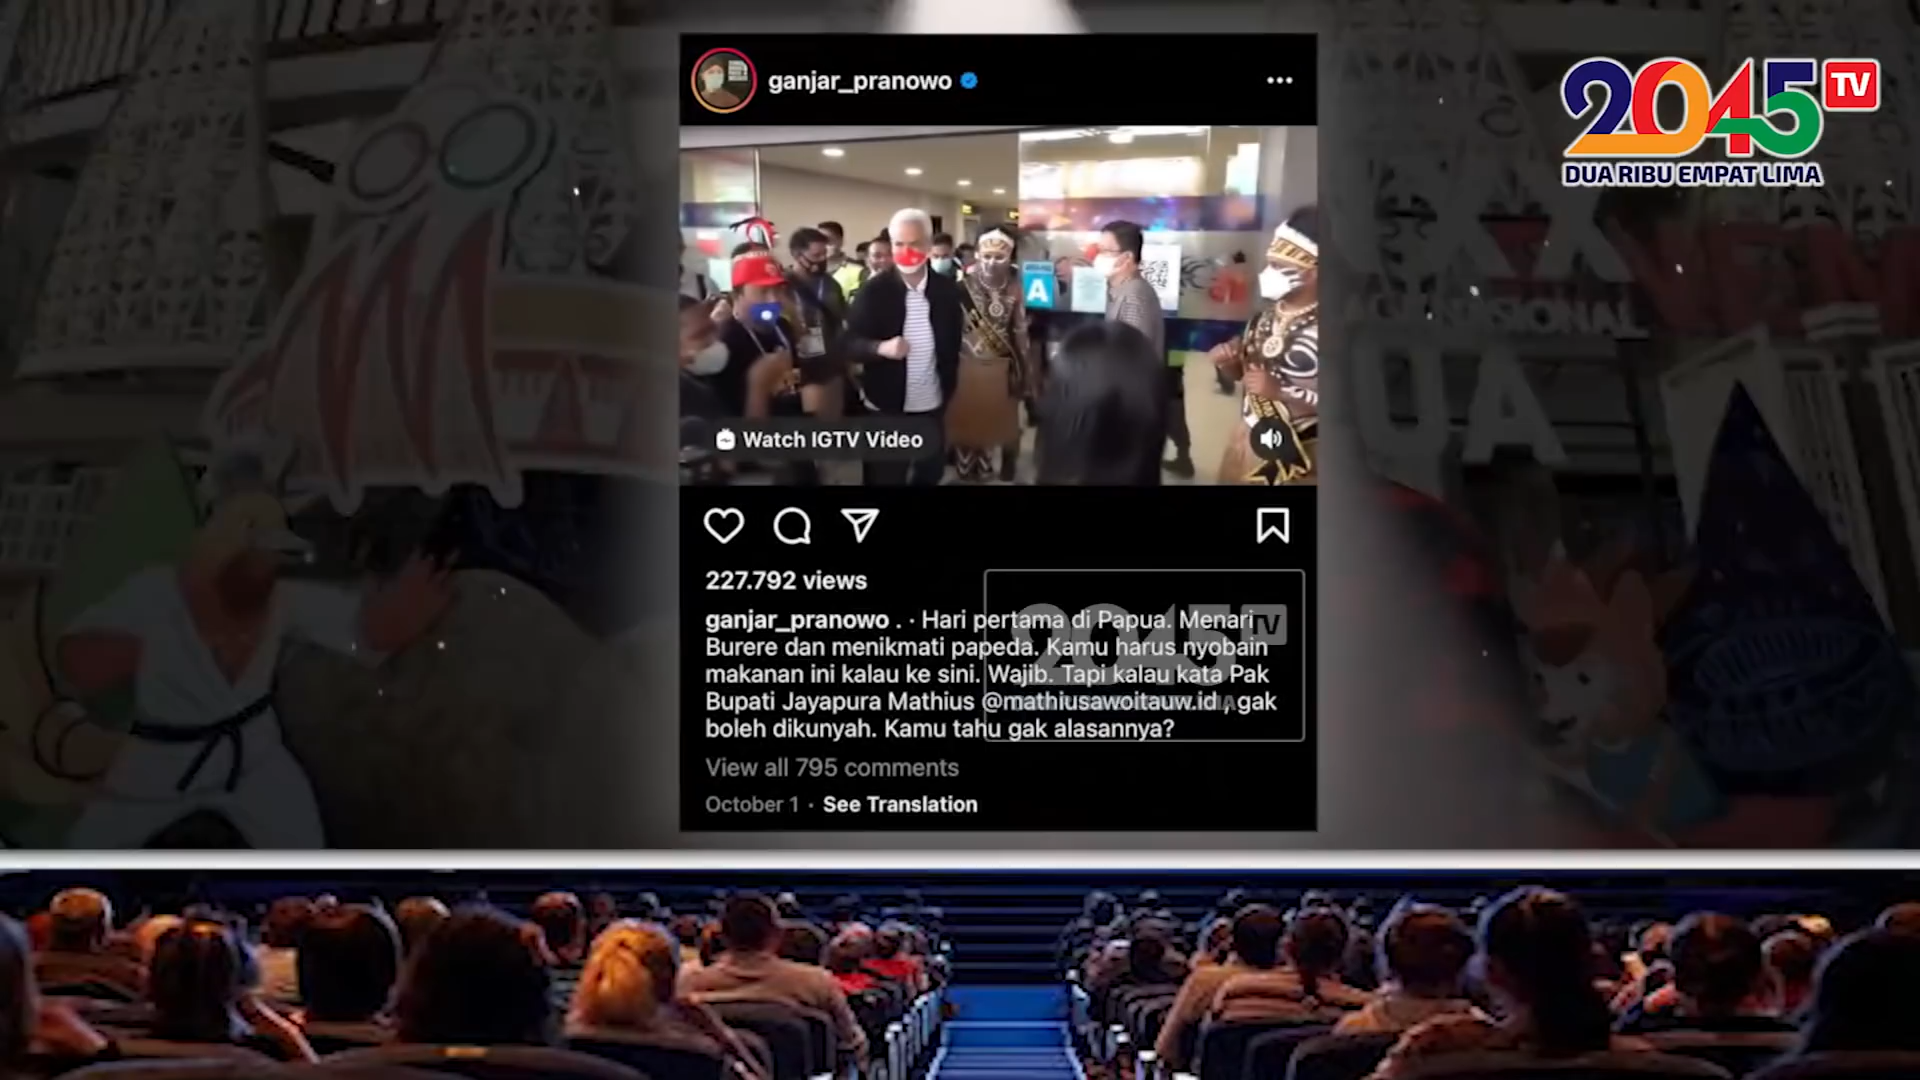 ganjar_pranowo
2045 TV
DUA RIBU EMPAT LIMA
A
Watch IGTV Video
227.792 views
ganjar_pranowo . · Hari pertama di Papua. Menari
Burere dan menikmati papeda. Kamu harus nyobain
makanan ini kalau ke sini. Wajib. Tapi kalau kata Pak
Bupati Jayapura Mathius @mathiusawoitauw.id , gak
boleh dikunyah. Kamu tahu gak alasannya?
2045 TV
View all 795 comments
October 1 · See Translation